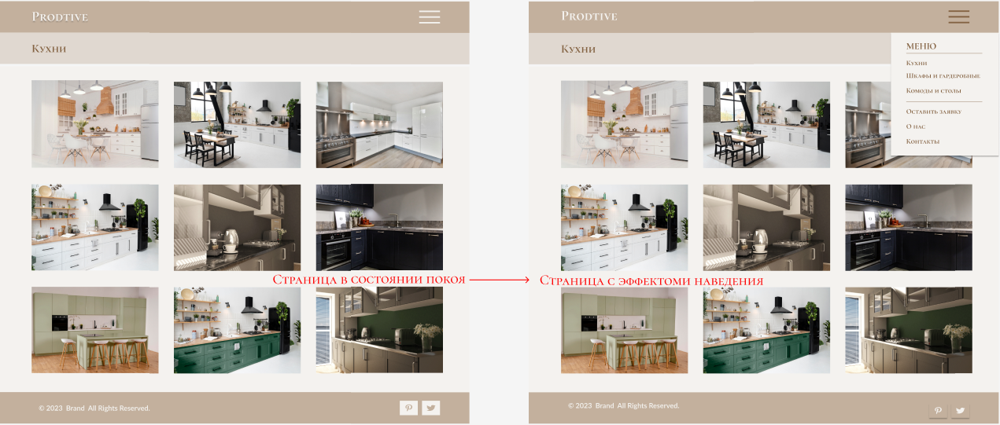 Prodtive
Кухни
Страница в состоянии покоя
© 2023 Brand All Rights Reserved.
Prodtive
Кухни
МЕНЮ
Кухни
Шкафы и гардеробные
Комоды и столы
Оставить заявку
О нас
Контакты
Страница с эффектоми наведения
© 2023 Brand All Rights Reserved.